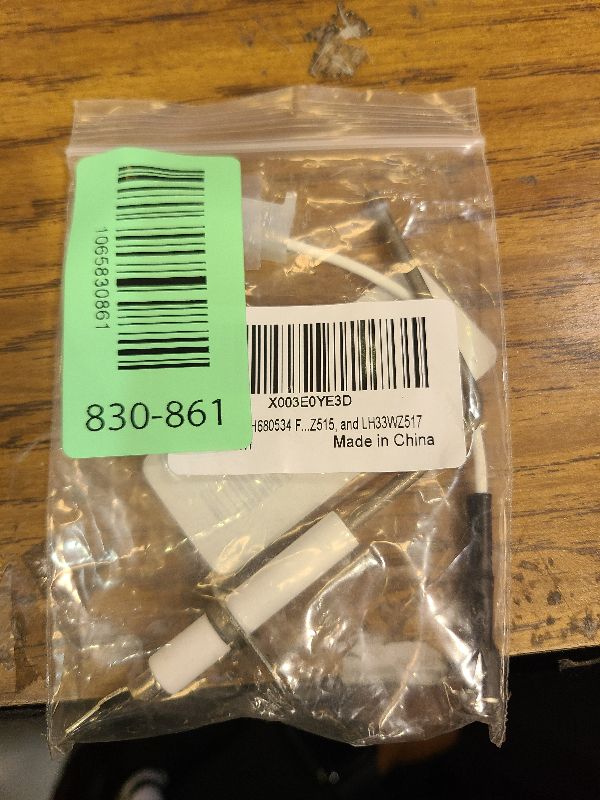 1065830861
830-861
X003E0YE3D
H680534 F...Z515, and LH33WZ517
Made in China